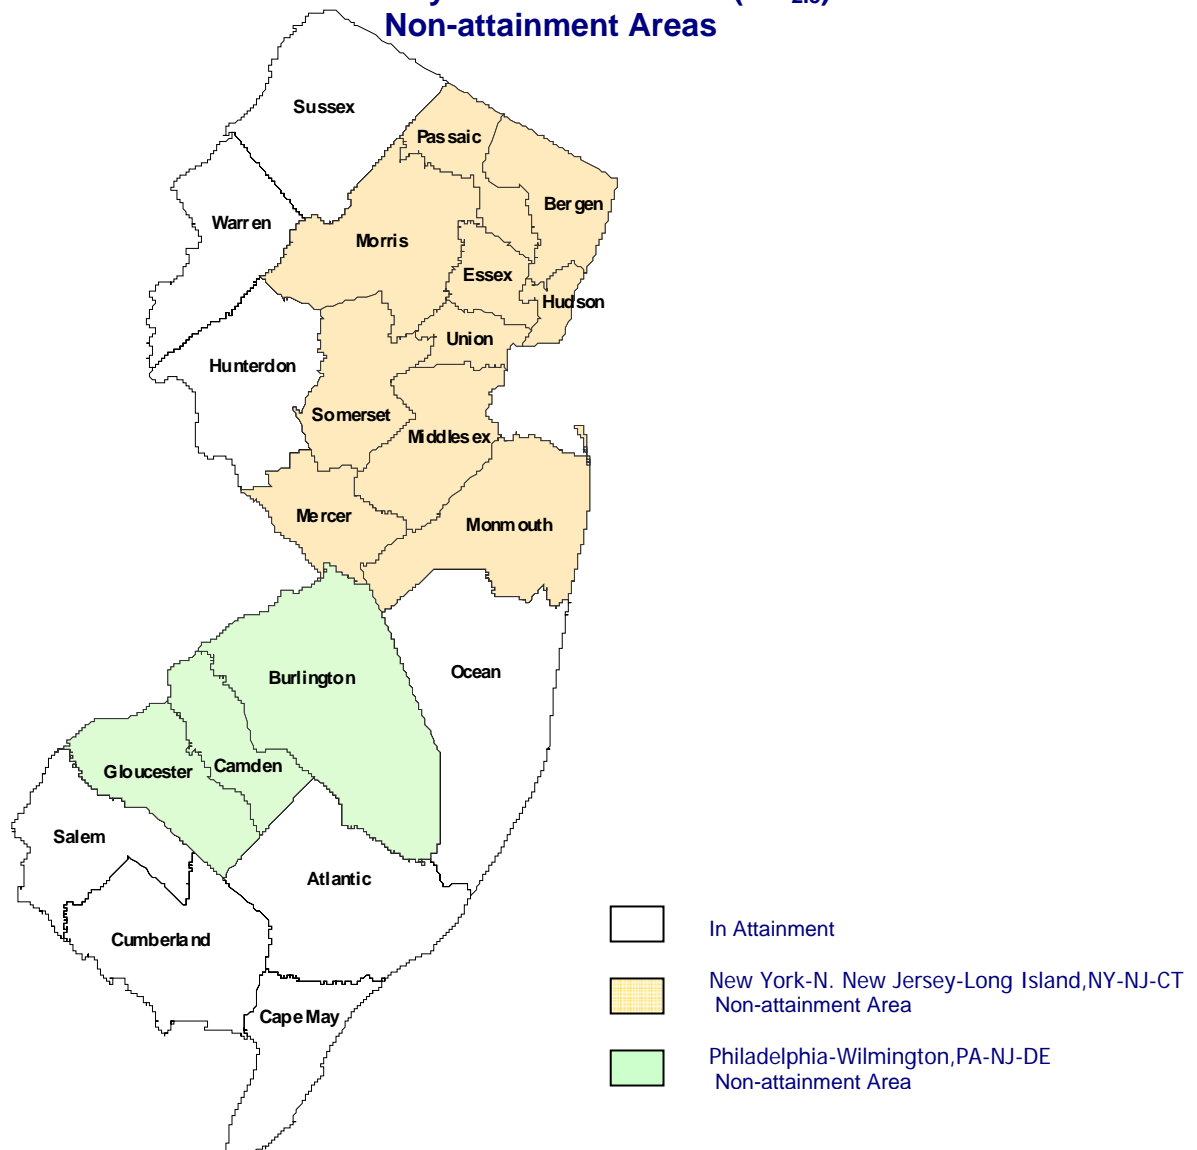 2.5)
Non-attainment Areas
Sussex
Passaic
Bergen
Warren
Morris
Essex
Hudson
Union
Hunterdon
Somerset
Middlesex
Mercer
Monmouth
Ocean
Burlington
Camden
Gloucester
Salem
Atlantic
Cumberland
Cape May
In Attainment
New York-N. New Jersey-Long Island,NY-NJ-CT
Non-attainment Area
Philadelphia-Wilmington,PA-NJ-DE
Non-attainment Area